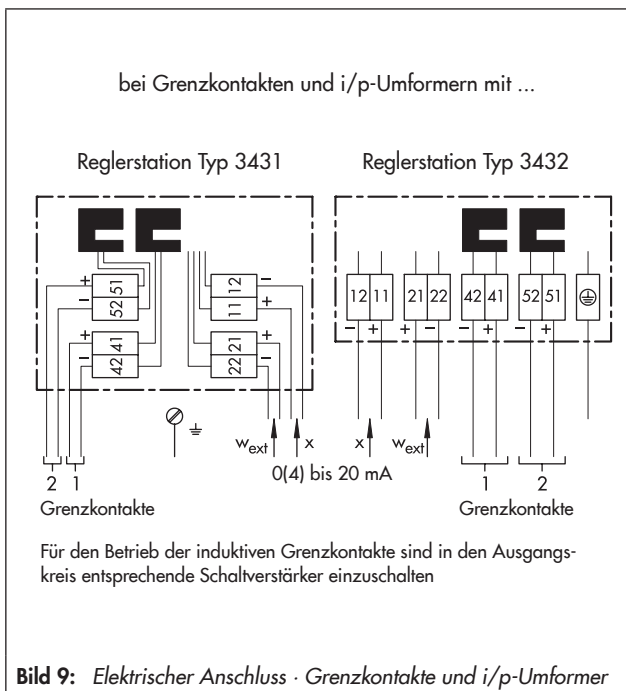 bei Grenzkontakten und i/p-Umformern mit ...
Reglerstation Typ 3431
Reglerstation Typ 3432
+ 51 12 −
− 52 11 +
+ 41 21 +
− 42 22 −
12 11 21 22 42 41 52 51
− + + − − + − +
w ext x
x w ext
0(4) bis 20 mA
2 1
Grenzkontakte
1 2
Grenzkontakte
Für den Betrieb der induktiven Grenzkontakte sind in den Ausgangs-
kreis entsprechende Schaltverstärker einzuschalten
Bild 9: Elektrischer Anschluss · Grenzkontakte und i/p-Umformer